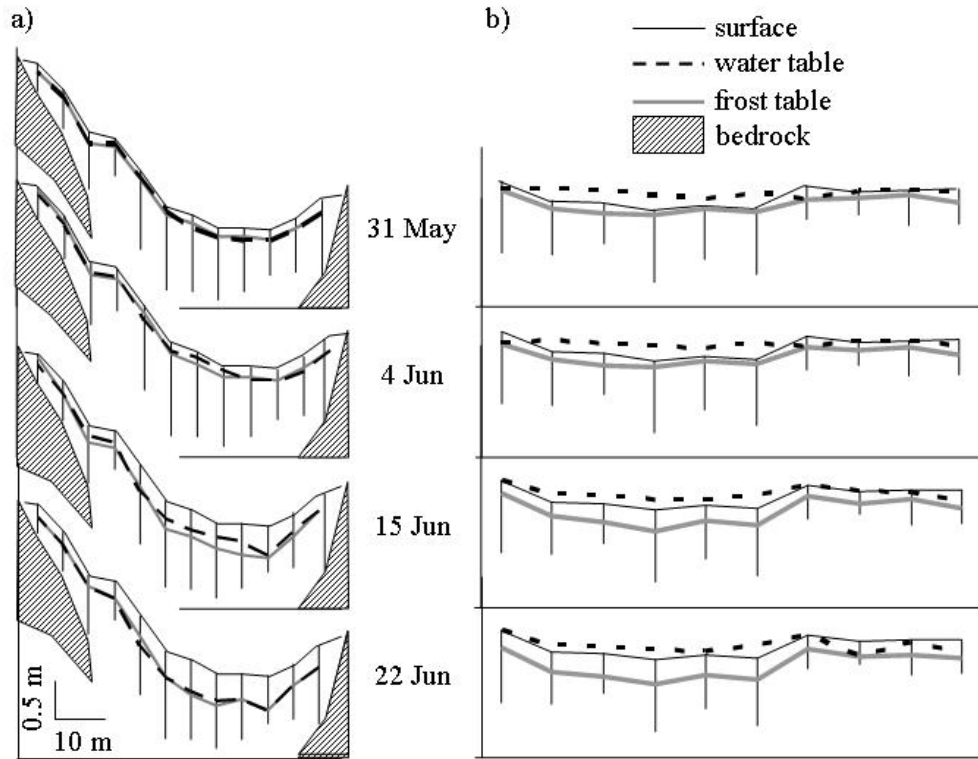 a)
b)
surface
water table
frost table
bedrock
31 May
4 Jun
15 Jun
22 Jun
0.5 m
10 m